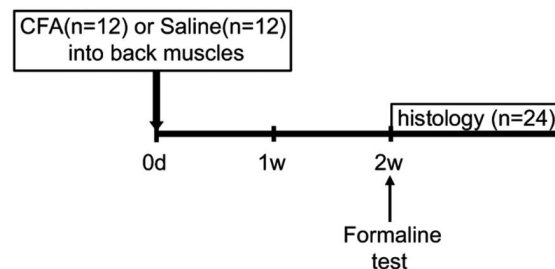 CFA(n=12) or Saline(n=12)
into back muscles
histology (n=24)
0d
1w
2w
Formaline
test